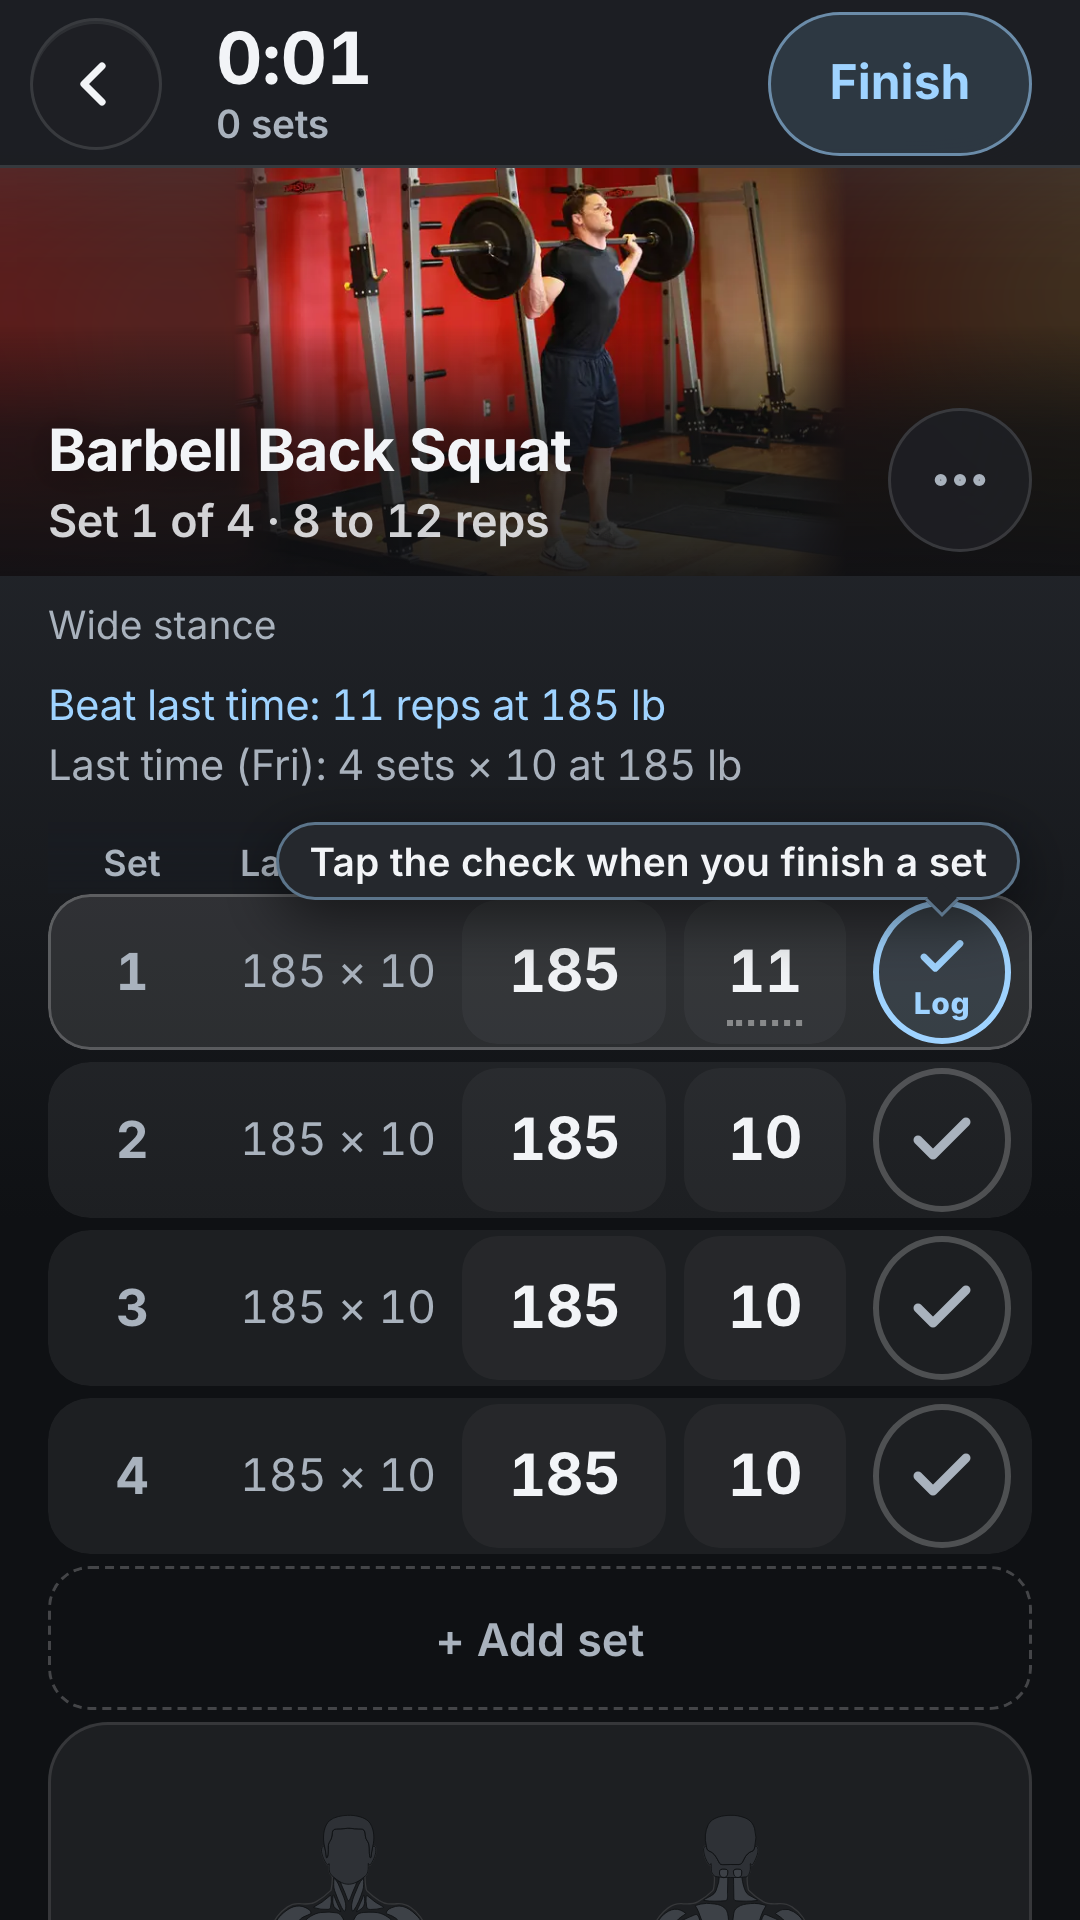 0:01
0 sets
Finish
Barbell Back Squat
Set 1 of 4 · 8 to 12 reps
Wide stance
Beat last time: 11 reps at 185 lb
Last time (Fri): 4 sets × 10 at 185 lb
Tap the check when you finish a set
Set
1 185 × 10 185 11 Log
2 185 × 10 185 10
3 185 × 10 185 10
4 185 × 10 185 10
+ Add set